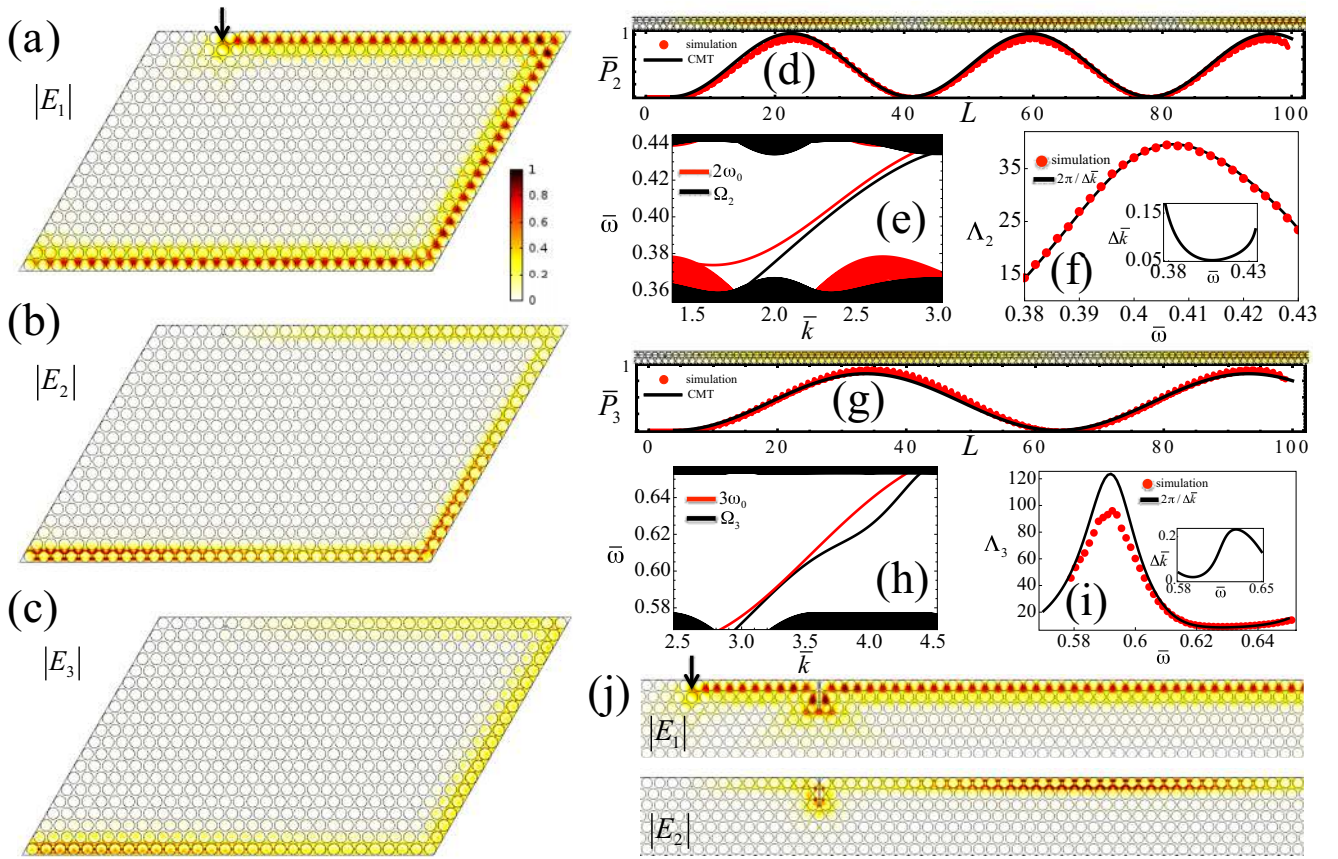 (a)
|E₁|
1
0.8
0.6
0.4
0.2
0
(b)
|E₂|
(c)
|E₃|
(d)
P̅₂
1
simulation
CMT
0 20 40 60 80 100
L
(e)
ω̅
0.44
0.42
0.40
0.38
0.36
2ω₀
Ω₂
1.5 2.0 2.5 3.0
k̅
(f)
Λ₂
35
25
15
simulation
2π / Δk̅
0.15
Δk̅
0.05
0.38 ω̅ 0.43
0.38 0.39 0.4 0.41 0.42 0.43
ω̅
(g)
P̅₃
1
simulation
CMT
0 20 40 60 80 100
L
(h)
ω̅
0.64
0.62
0.60
0.58
3ω₀
Ω₃
2.5 3.0 3.5 4.0 4.5
k̅
(i)
Λ₃
120
100
80
60
40
20
simulation
2π / Δk̅
0.2
Δk̅
0
0.58 ω̅ 0.65
0.58 0.6 0.62 0.64
ω̅
(j)
|E₁|
|E₂|